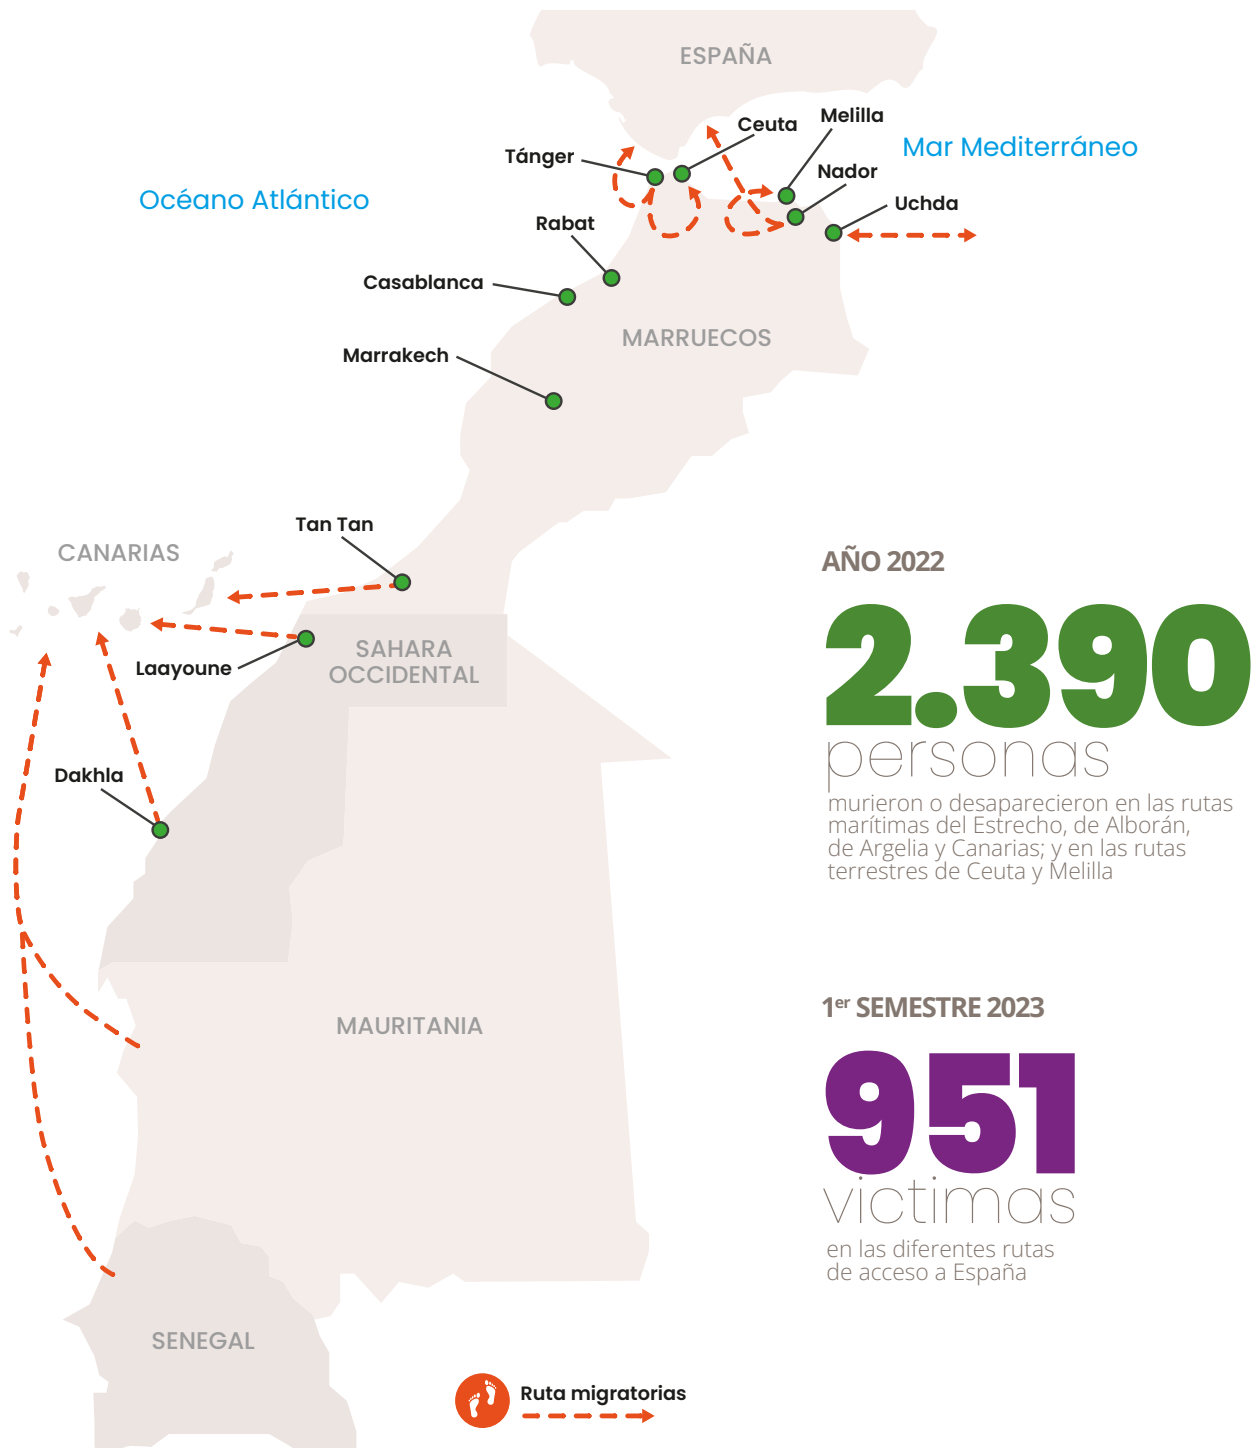 ESPAÑA
Ceuta
Melilla
Mar Mediterráneo
Tánger
Nador
Océano Atlántico
Uchda
Rabat
Casablanca
MARRUECOS
Marrakech
Tan Tan
CANARIAS
AÑO 2022
2.390
personas
murieron o desaparecieron en las rutas
marítimas del Estrecho, de Alborán,
de Argelia y Canarias; y en las rutas
terrestres de Ceuta y Melilla
SAHARA
OCCIDENTAL
Laayoune
Dakhla
MAURITANIA
1er SEMESTRE 2023
951
victimas
en las diferentes rutas
de acceso a España
SENEGAL
Ruta migratorias